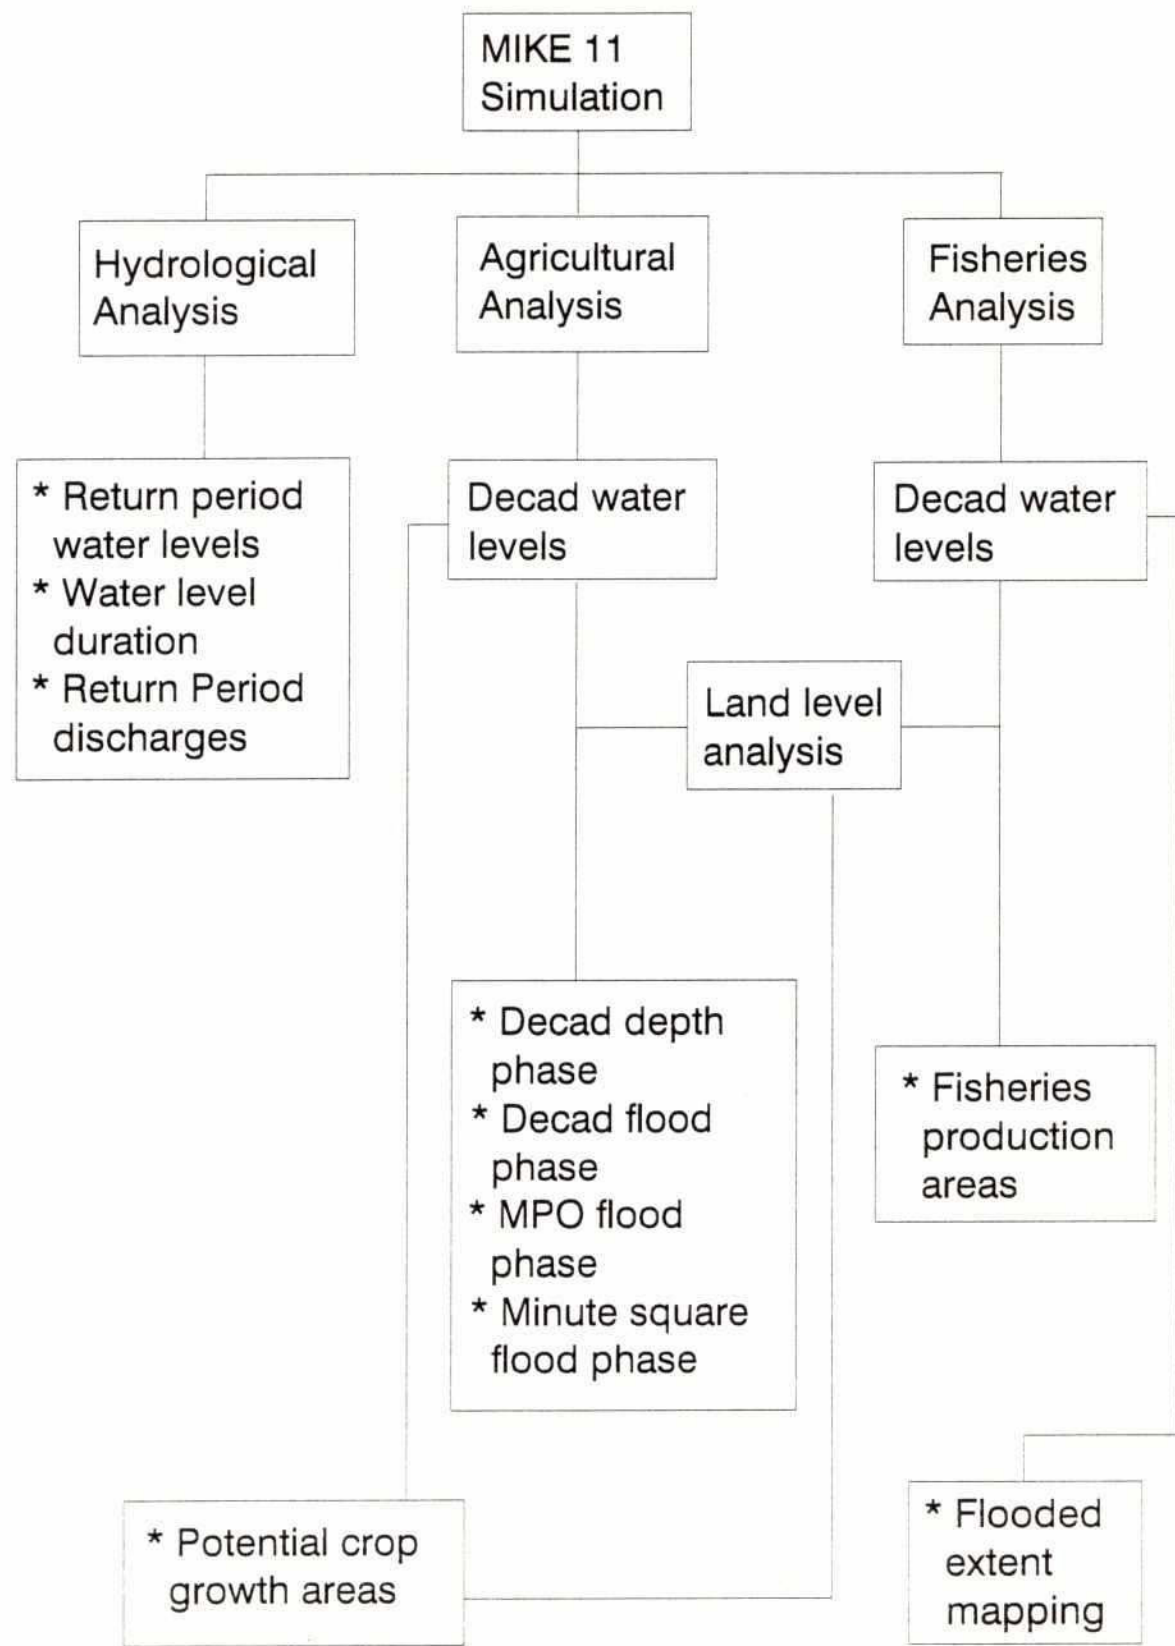 MIKE 11
Simulation
Hydrological
Analysis
Agricultural
Analysis
Fisheries
Analysis
* Return period
water levels
* Water level
duration
* Return Period
discharges
Decad water
levels
Decad water
levels
Land level
analysis
* Decad depth
phase
* Decad flood
phase
* MPO flood
phase
* Minute square
flood phase
* Fisheries
production
areas
* Potential crop
growth areas
* Flooded
extent
mapping